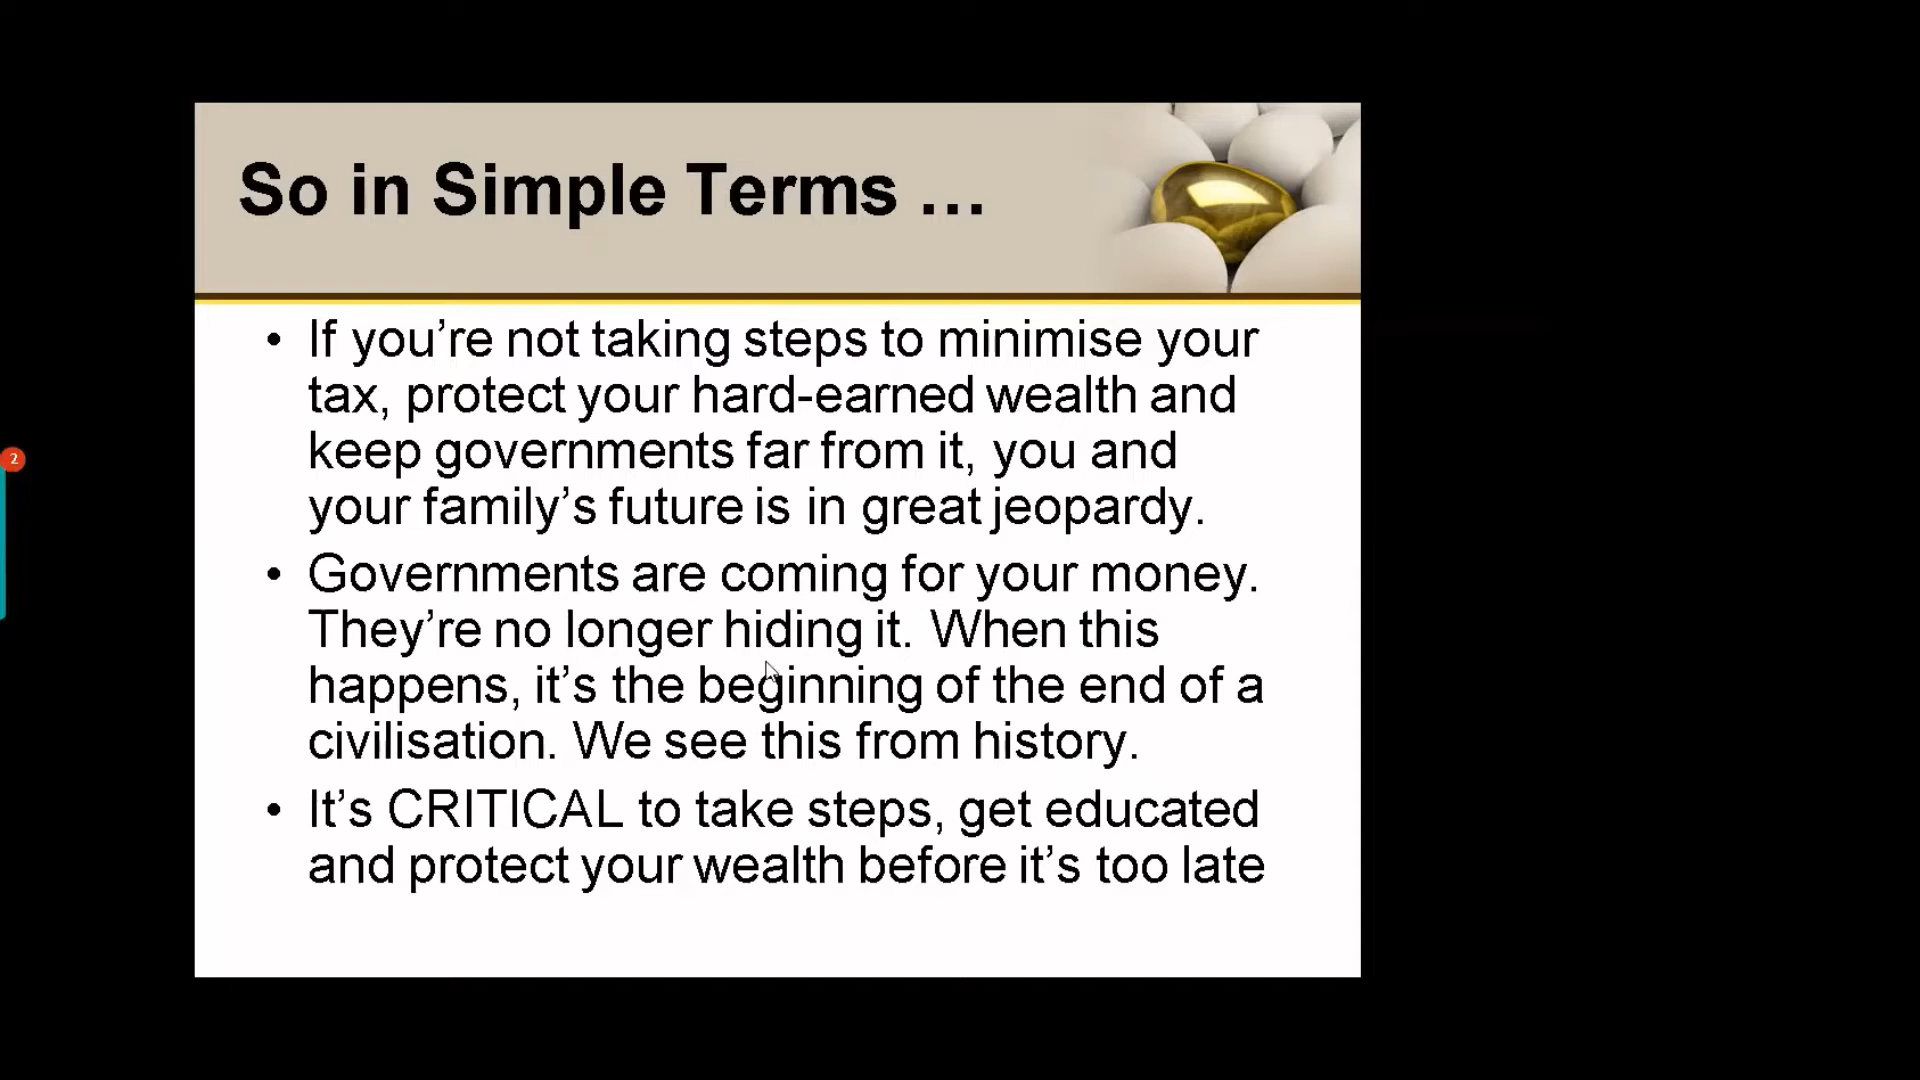 So in Simple Terms ...
• If you’re not taking steps to minimise your
tax, protect your hard-earned wealth and
keep governments far from it, you and
your family’s future is in great jeopardy.
• Governments are coming for your money.
They’re no longer hiding it. When this
happens, it’s the beginning of the end of a
civilisation. We see this from history.
• It’s CRITICAL to take steps, get educated
and protect your wealth before it’s too late
2